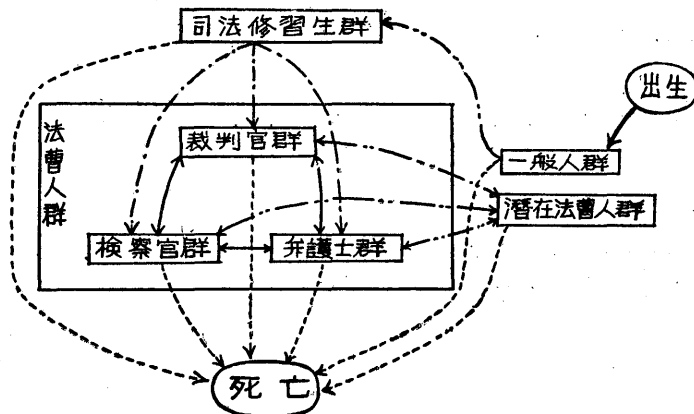 司法修習生群
出生
法曹人群
裁判官群
一般人群
潜在法曹人群
検察官群
弁護士群
死亡